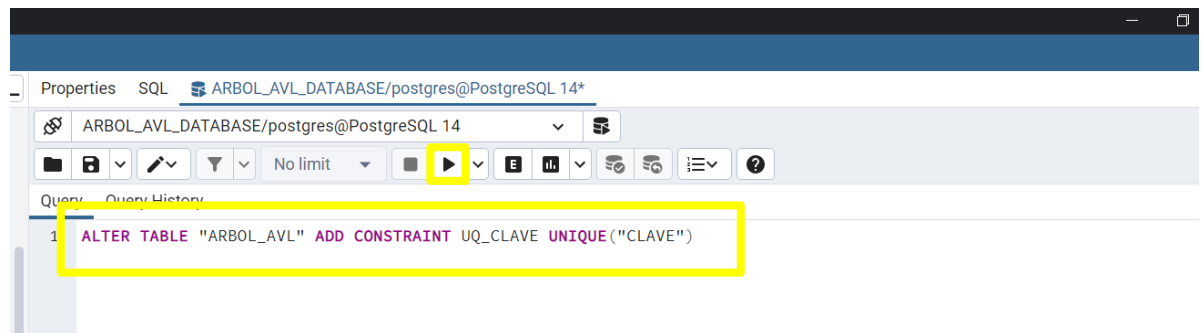 Properties SQL ARBOL_AVL_DATABASE/postgres@PostgreSQL 14*
ARBOL_AVL_DATABASE/postgres@PostgreSQL 14
No limit E
Query Query History
1 ALTER TABLE "ARBOL_AVL" ADD CONSTRAINT UQ_CLAVE UNIQUE("CLAVE")